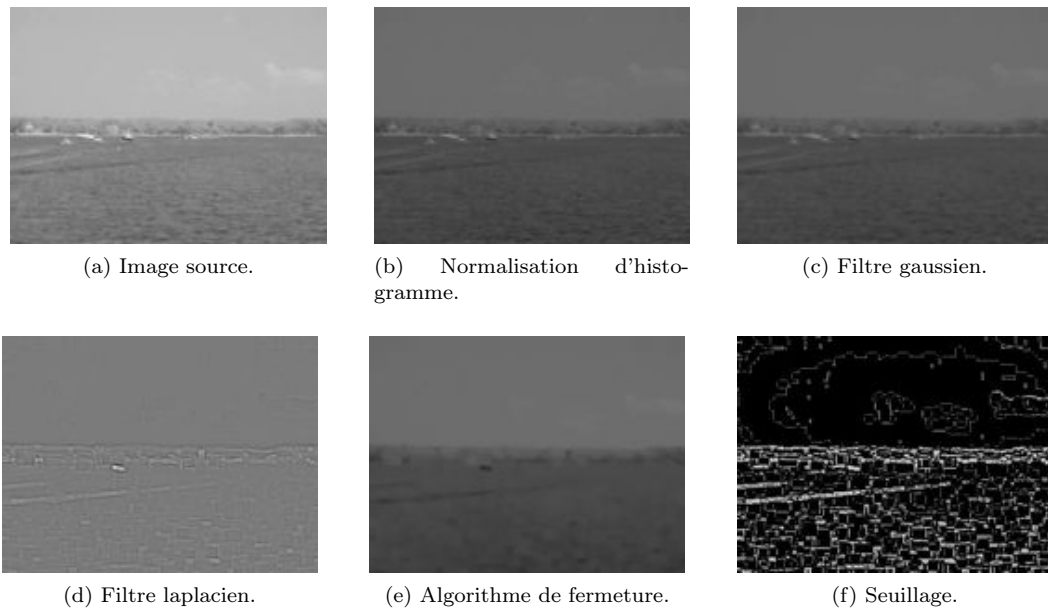 (a) Image source.
(b) Normalisation d'histo-
gramme.
(c) Filtre gaussien.
(d) Filtre laplacien.
(e) Algorithme de fermeture.
(f) Seuillage.